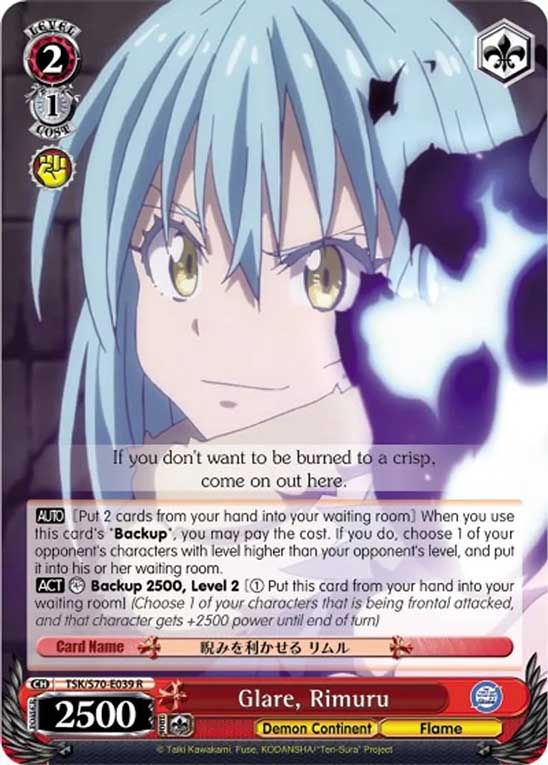 LEVEL
2
1
COST
If you don't want to be burned to a crisp,
come on out here.
AUTO [Put 2 cards from your hand into your waiting room] When you use
this card's "Backup", you may pay the cost. If you do, choose 1 of your
opponent's characters with level higher than your opponent's level, and put
it into his or her waiting room.
ACT Backup 2500, Level 2 [① Put this card from your hand into your
waiting room] (Choose 1 of your characters that is being frontal attacked,
and that character gets +2500 power until end of turn)
Card Name 睨みを利かせる リムル
CH TSK/S70-E039 R
Glare, Rimuru
POWER
2500
Demon Continent Flame
© Taiki Kawakami, Fuse, KODANSHA/"Ten-Sura" Project